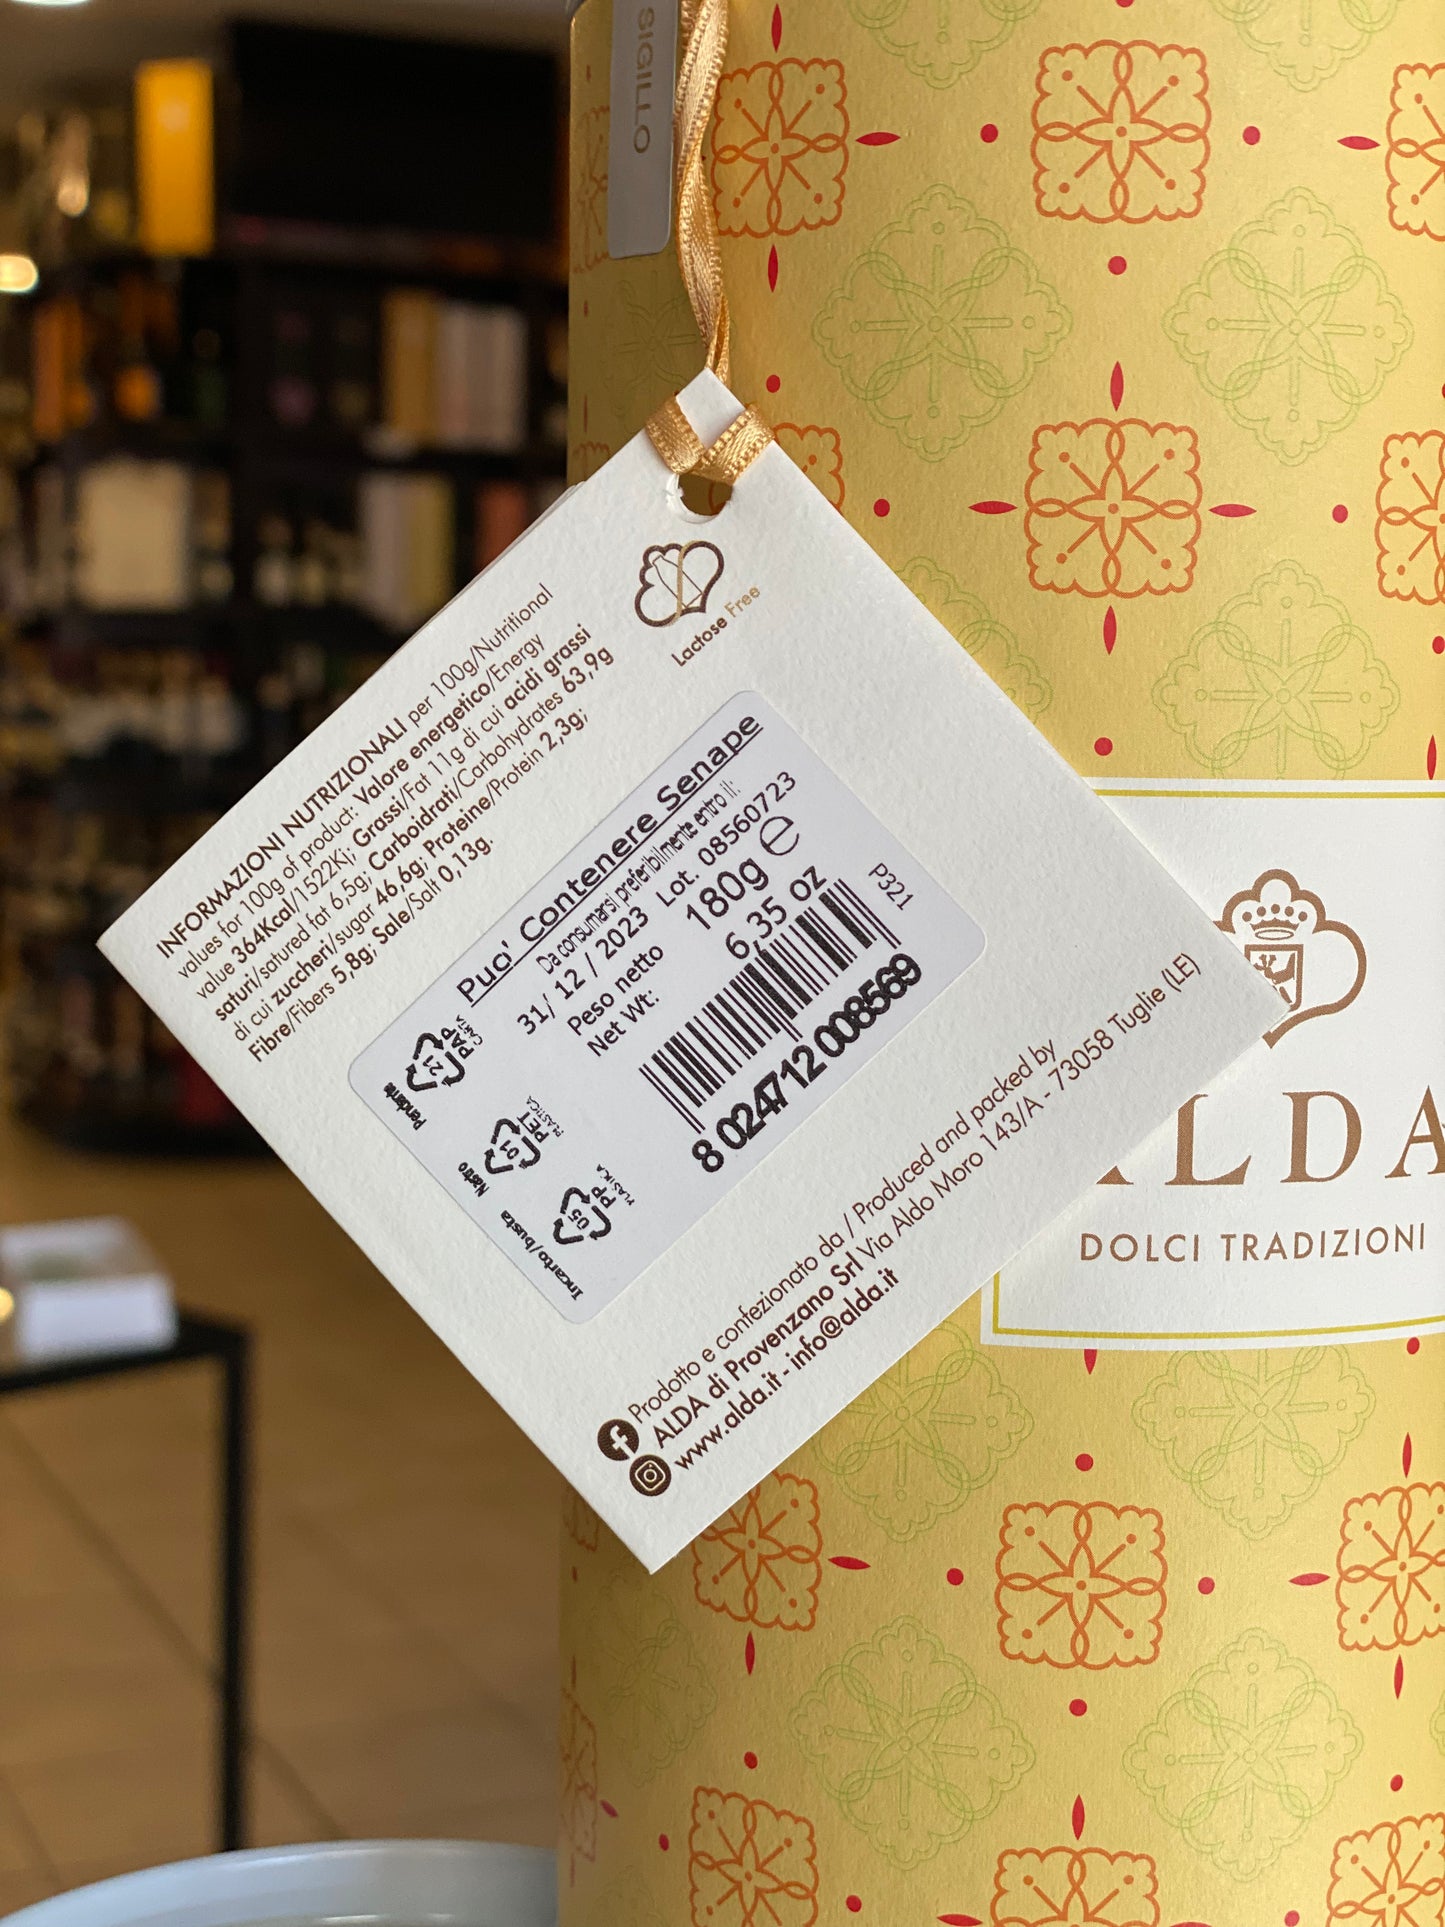 SIGILLO
Lactose Free
INFORMAZIONI NUTRIZIONALI per 100g/Nutritional
values for 100g of product: Valore energetico/Energy
value 364Kcal/1522Kj; Grassi/Fat 11g di cui acidi grassi
saturi/satured fat 6,5g; Carboidrati/Carbohydrates 63,9g
di cui zuccheri/sugar 46,6g; Proteine/Protein 2,3g;
Fibre/Fibers 5,8g; Sale/Salt 0,13g.
Puo' Contenere Senape
Da consumarsi preferibilmente entro il:
31/ 12 / 2023 Lot. 08560723
Peso netto 180g e
Net Wt: 6,35 oz
P321
8 024712 008569
Pendente
21
PAP
CARTA
Nastro
01
PET
PLASTICA
Incarto/busta
05
PP
PLASTICA
Prodotto e confezionato da / Produced and packed by
ALDA di Provenzano Srl Via Aldo Moro 143/A - 73058 Tuglie (LE)
www.alda.it - info@alda.it
LDA
DOLCI TRADIZIONI